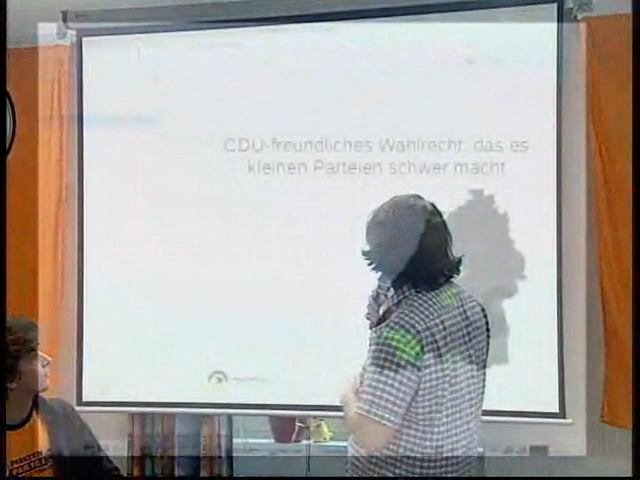 CDU-freundliches Wahlrecht, das es
kleinen Parteien schwer macht